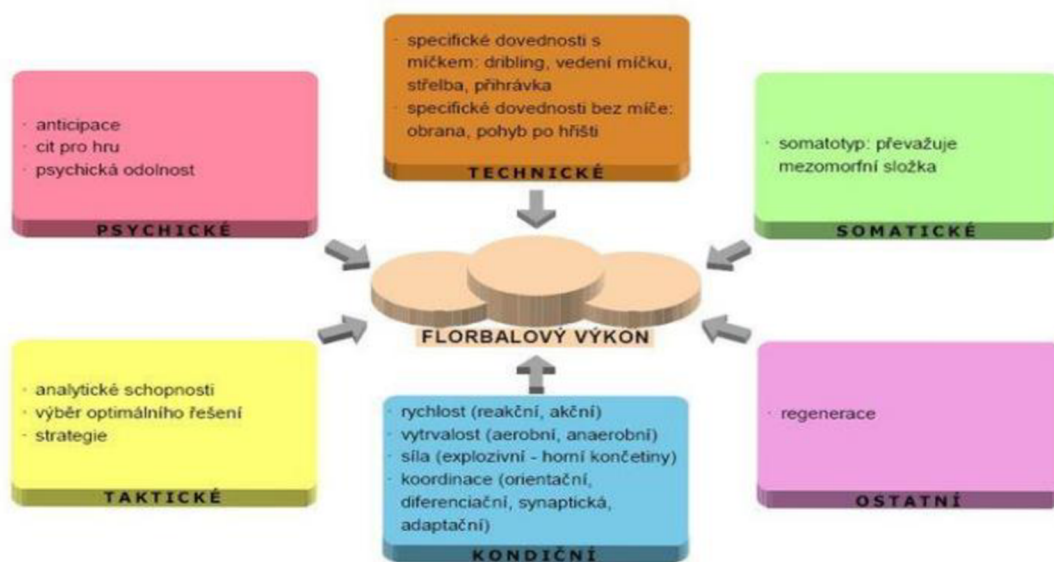 · specifické dovednosti s
míčkem: dribling, vedení míčku,
střelba, přihrávka
· specifické dovednosti bez míče:
obrana, pohyb po hřišti
TECHNICKÉ
· anticipace
· cit pro hru
· psychická odolnost
PSYCHICKÉ
· somatotyp: převažuje
mezomorfní složka
SOMATICKÉ
FLORBALOVÝ VÝKON
· analytické schopnosti
· výběr optimálního řešení
· strategie
TAKTICKÉ
· rychlost (reakční, akční)
· vytrvalost (aerobní, anaerobní)
· síla (explozivní - horní končetiny)
· koordinace (orientační,
diferenciační, synaptická,
adaptační)
KONDIČNÍ
· regenerace
OSTATNÍ